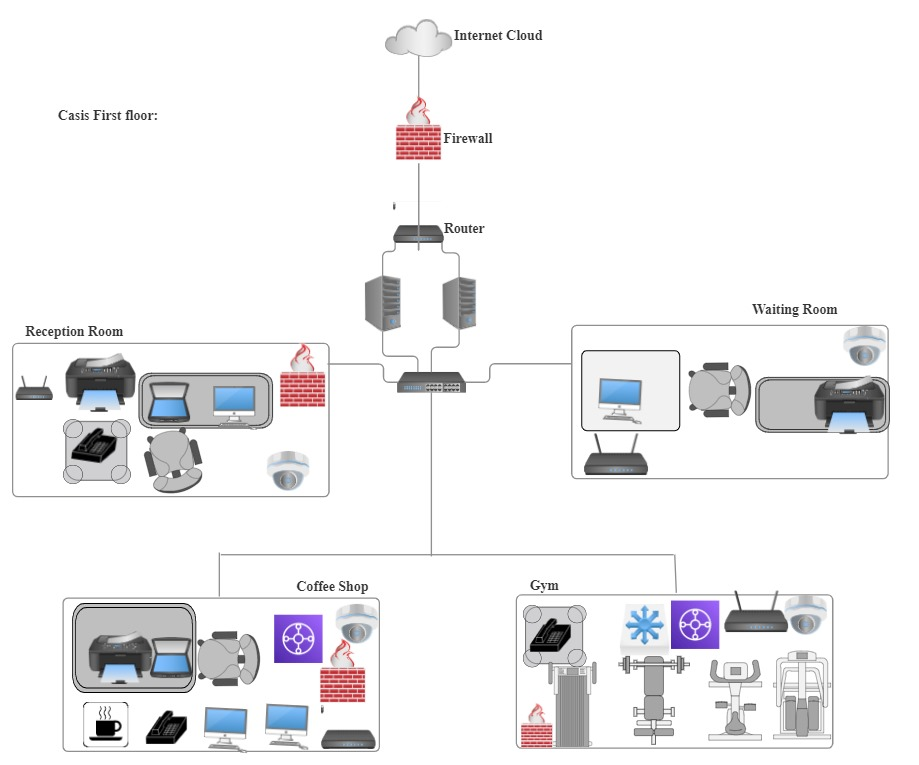 Internet Cloud
Casis First floor:
Firewall
Router
Waiting Room
Reception Room
Coffee Shop
Gym